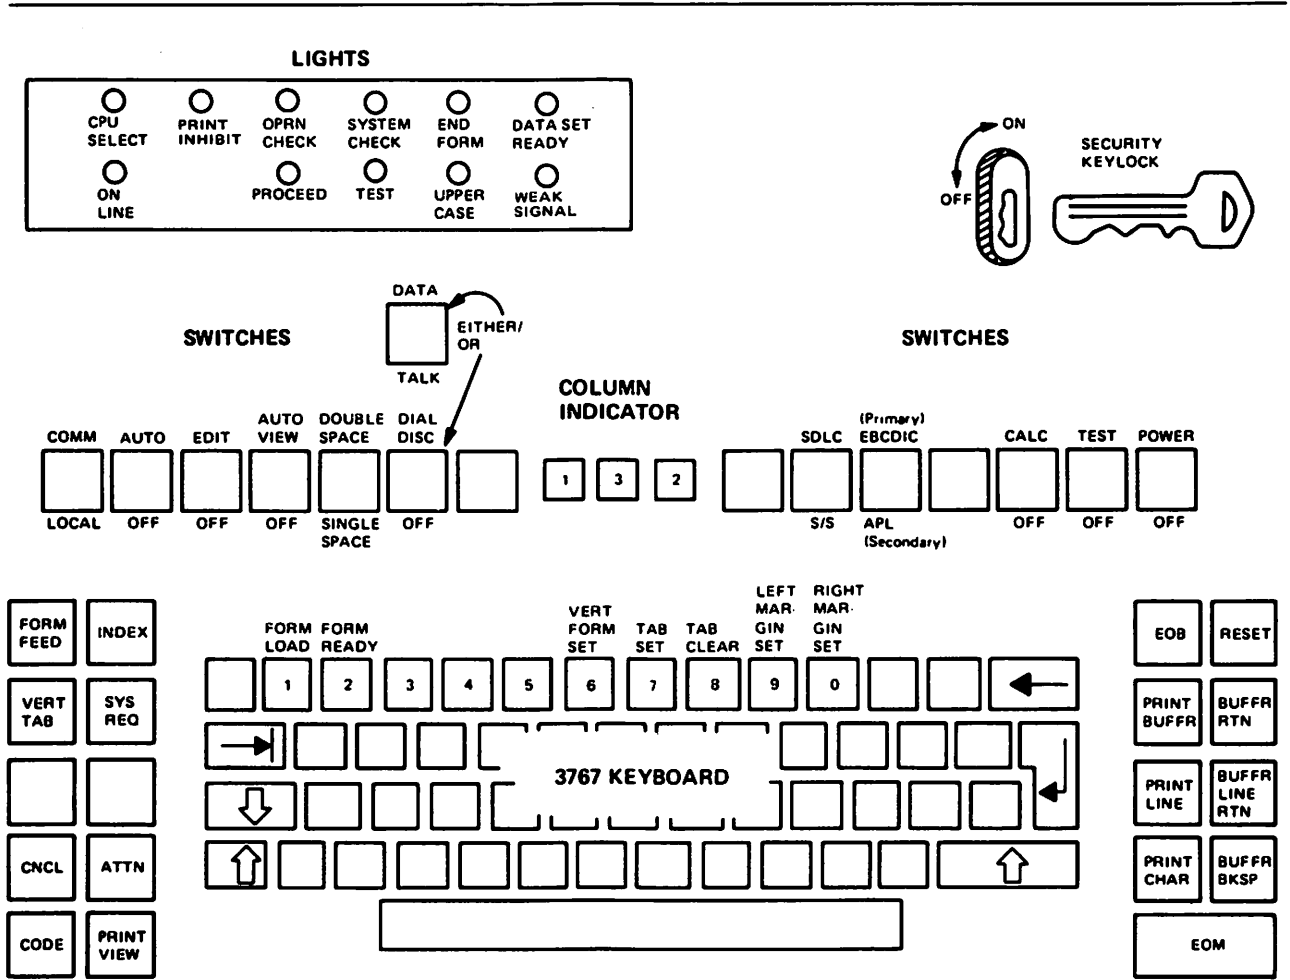 LIGHTS
CPU SELECT
PRINT INHIBIT
OPRN CHECK
SYSTEM CHECK
END FORM
DATA SET READY
ON LINE
PROCEED
TEST
UPPER CASE
WEAK SIGNAL
ON
OFF
SECURITY
KEYLOCK
SWITCHES
DATA
TALK
EITHER/
OR
SWITCHES
COLUMN
INDICATOR
COMM
LOCAL
AUTO
OFF
EDIT
OFF
AUTO
VIEW
OFF
DOUBLE
SPACE
SINGLE
SPACE
DIAL
DISC
OFF
1 3 2
SDLC
S/S
(Primary)
EBCDIC
APL
(Secondary)
CALC
OFF
TEST
OFF
POWER
OFF
FORM
FEED
INDEX
VERT
TAB
SYS
REQ
CNCL
ATTN
CODE
PRINT
VIEW
FORM
LOAD
FORM
READY
VERT
FORM
SET
TAB
SET
TAB
CLEAR
LEFT
MAR-
GIN
SET
RIGHT
MAR-
GIN
SET
1 2 3 4 5 6 7 8 9 0
3767 KEYBOARD
EOB
RESET
PRINT
BUFFR
BUFFR
RTN
PRINT
LINE
BUFFR
LINE
RTN
PRINT
CHAR
BUFFR
BKSP
EOM